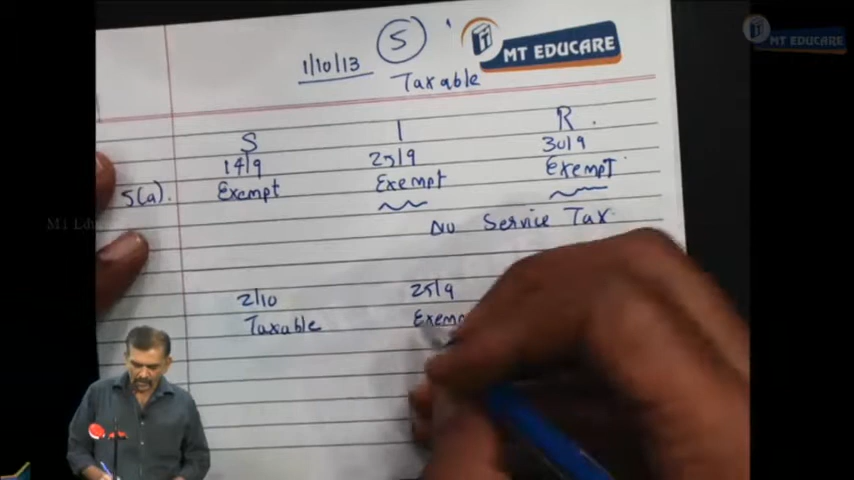 5
MT EDUCARE
MT EDUCARE
1/10/13
Taxable
S I R
14/9 25/9 30/9
5(a). Exempt Exempt Exempt
No Service Tax
2/10 25/9
Taxable